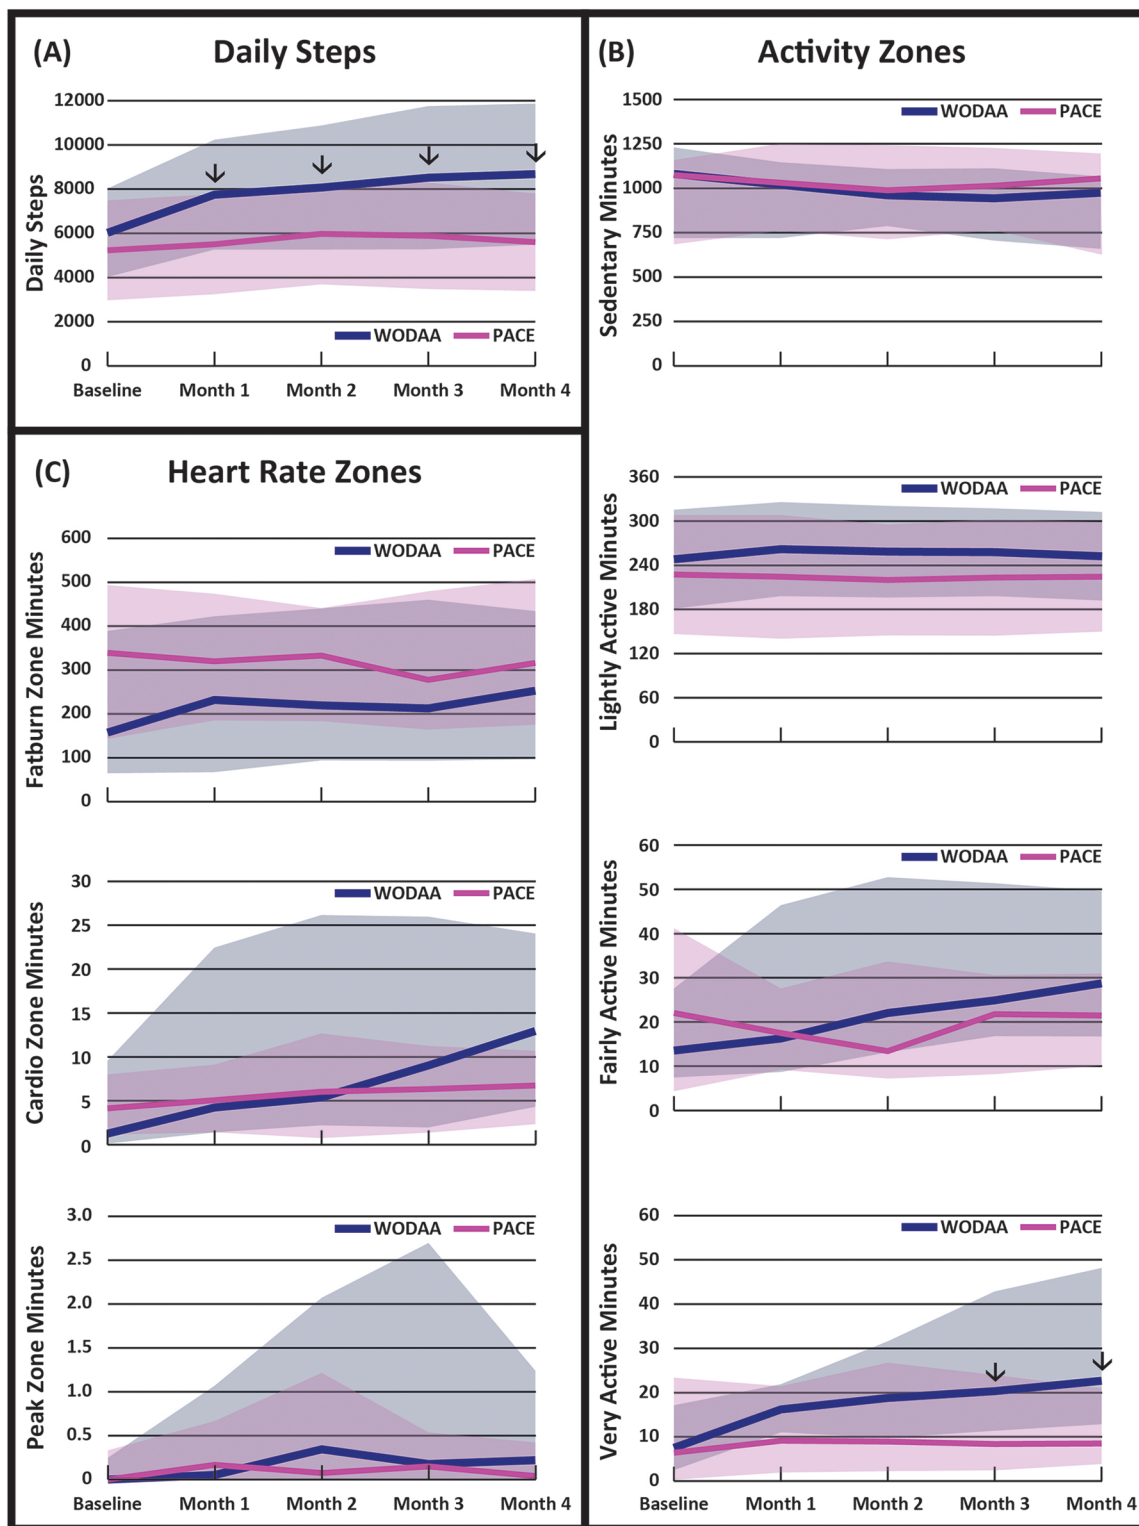 (A) Daily Steps
Daily Steps
12000
10000
8000
6000
4000
2000
0
WODAA PACE
Baseline Month 1 Month 2 Month 3 Month 4
(B) Activity Zones
Sedentary Minutes
1500
1250
1000
750
500
250
0
WODAA PACE
Lightly Active Minutes
360
300
240
180
120
60
0
WODAA PACE
Fairly Active Minutes
60
50
40
30
20
10
0
WODAA PACE
Very Active Minutes
60
50
40
30
20
10
0
WODAA PACE
Baseline Month 1 Month 2 Month 3 Month 4
(C) Heart Rate Zones
Fatburn Zone Minutes
600
500
400
300
200
100
0
WODAA PACE
Cardio Zone Minutes
30
25
20
15
10
5
0
WODAA PACE
Peak Zone Minutes
3.0
2.5
2.0
1.5
1.0
0.5
0
WODAA PACE
Baseline Month 1 Month 2 Month 3 Month 4